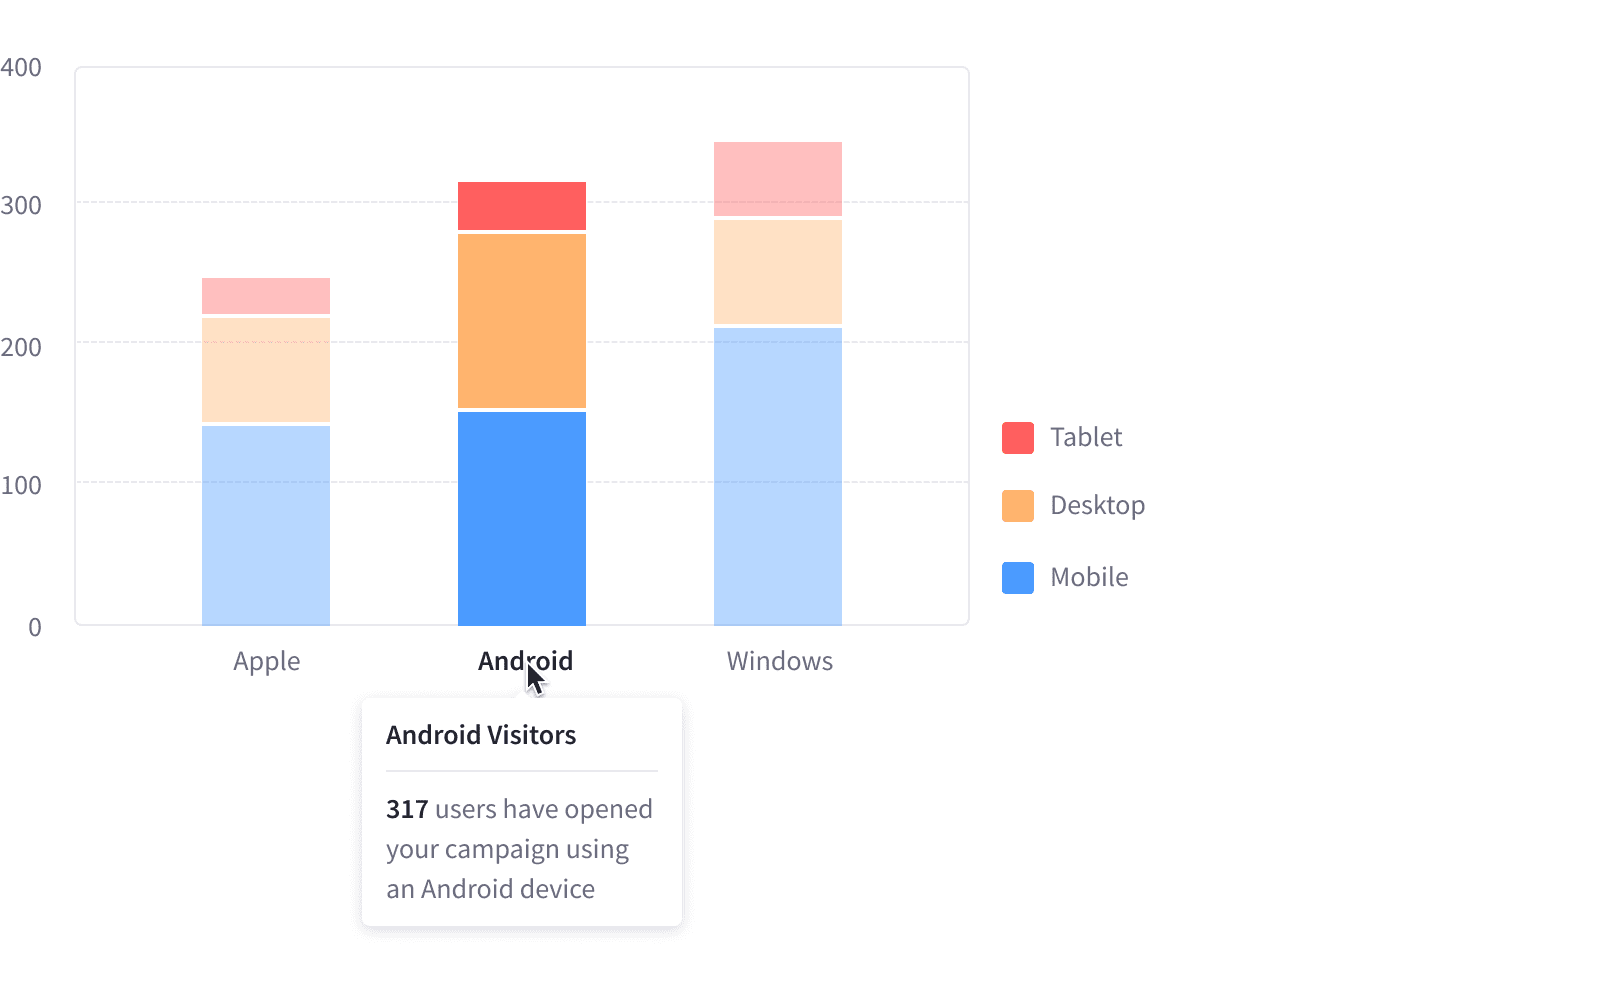 400
300
200
100
0
Apple
Android
Windows
Tablet
Desktop
Mobile
Android Visitors
317 users have opened
your campaign using
an Android device